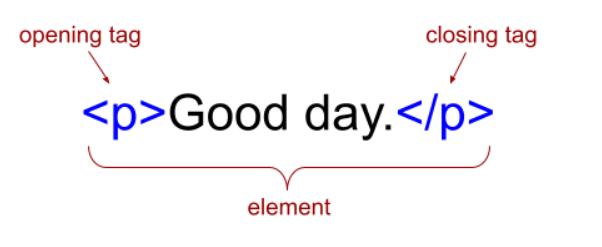 opening tag closing tag
<p>Good day.</p>
element